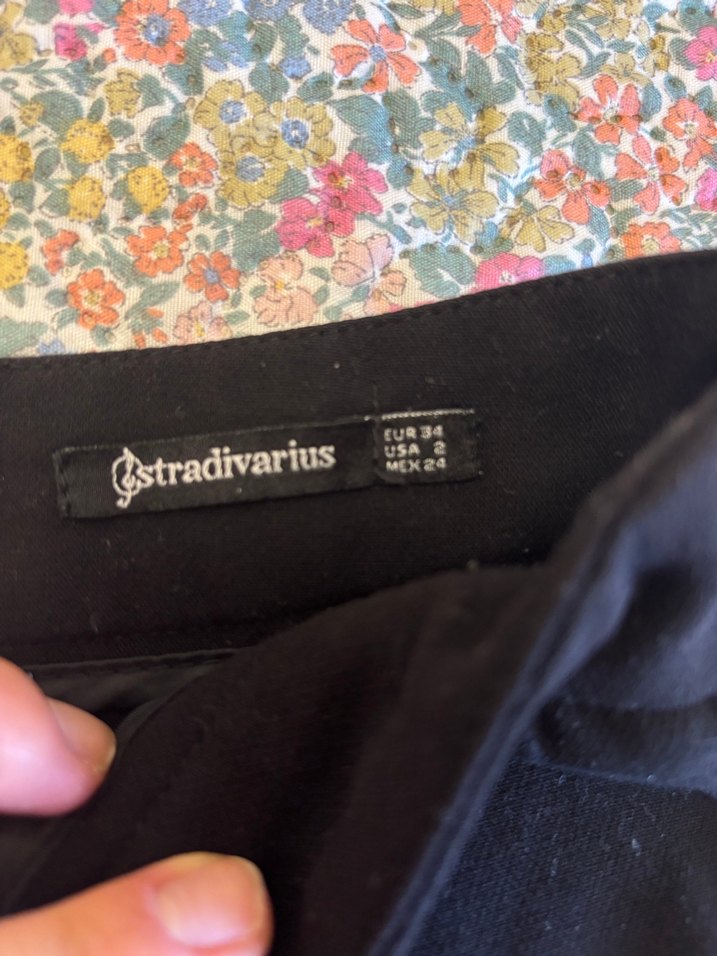 stradivarius
EUR 34
USA 2
MEX 24